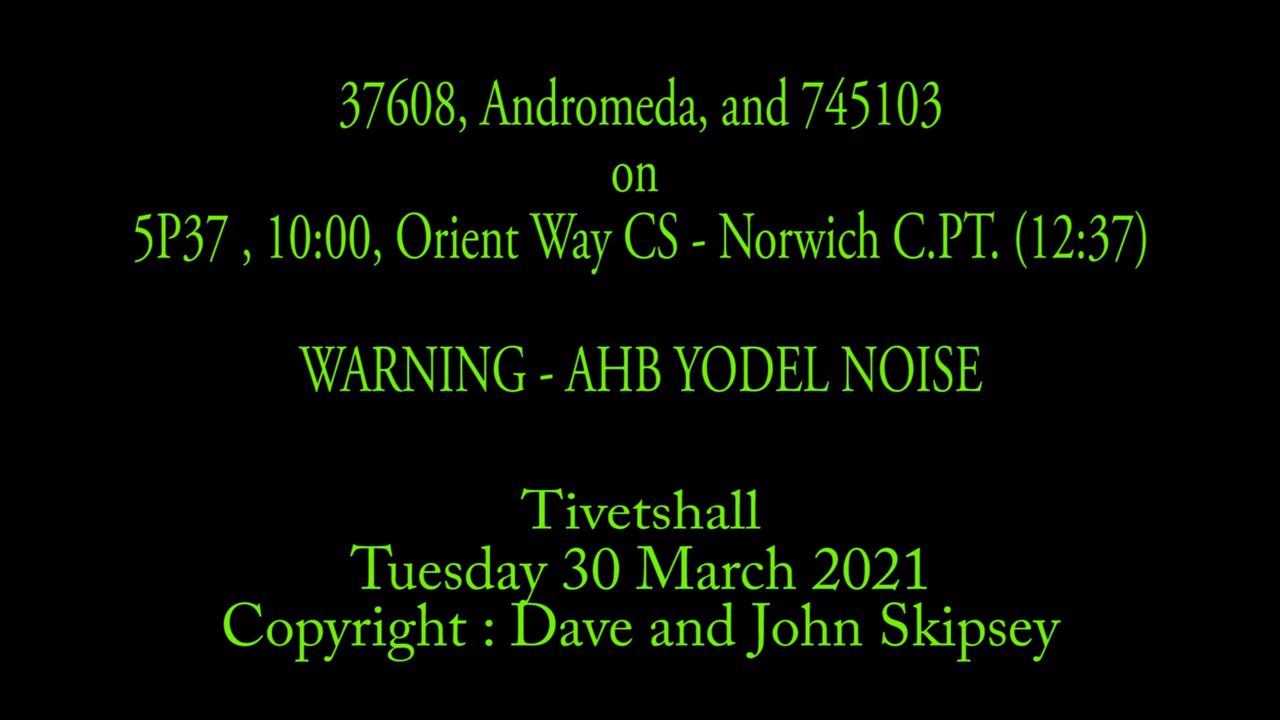 37608, Andromeda, and 745103
on
5P37 , 10:00, Orient Way CS - Norwich C.PT. (12:37)
WARNING - AHB YODEL NOISE
Tivetshall
Tuesday 30 March 2021
Copyright : Dave and John Skipsey